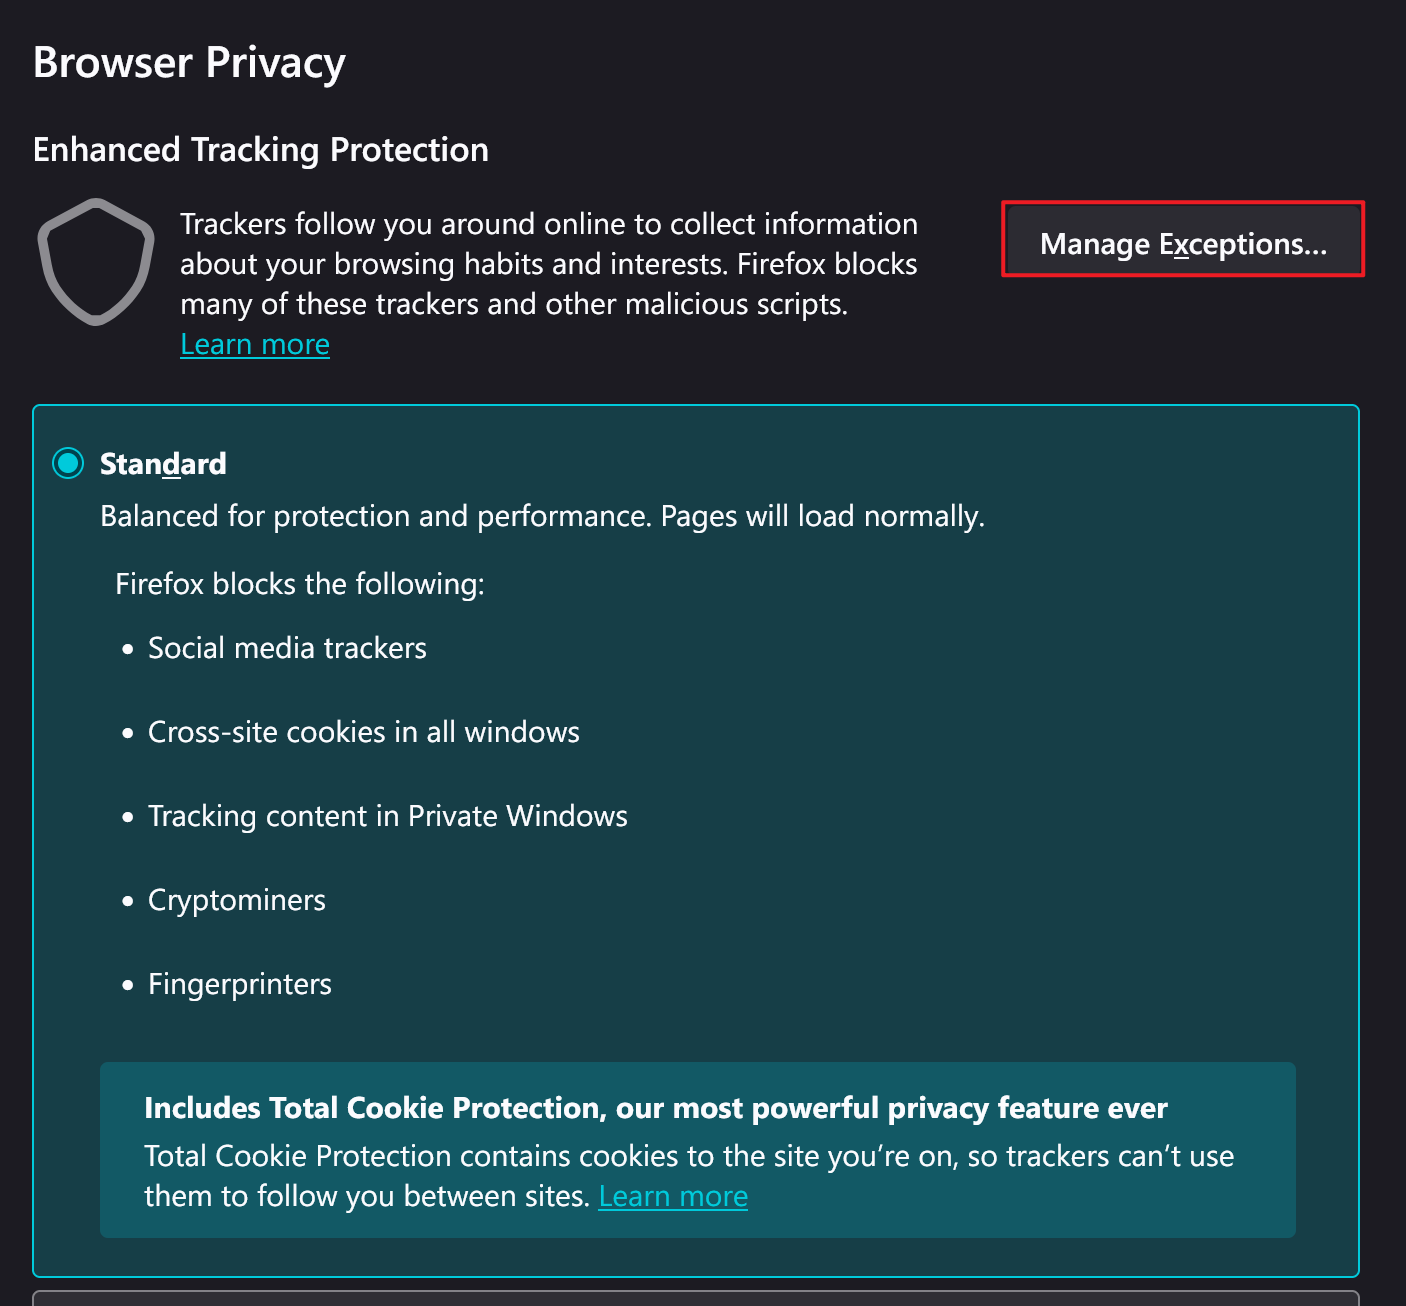 Browser Privacy
Enhanced Tracking Protection
Trackers follow you around online to collect information
about your browsing habits and interests. Firefox blocks
many of these trackers and other malicious scripts.
Learn more
Manage Exceptions...
Standard
Balanced for protection and performance. Pages will load normally.
Firefox blocks the following:
• Social media trackers
• Cross-site cookies in all windows
• Tracking content in Private Windows
• Cryptominers
• Fingerprinters
Includes Total Cookie Protection, our most powerful privacy feature ever
Total Cookie Protection contains cookies to the site you’re on, so trackers can’t use
them to follow you between sites. Learn more